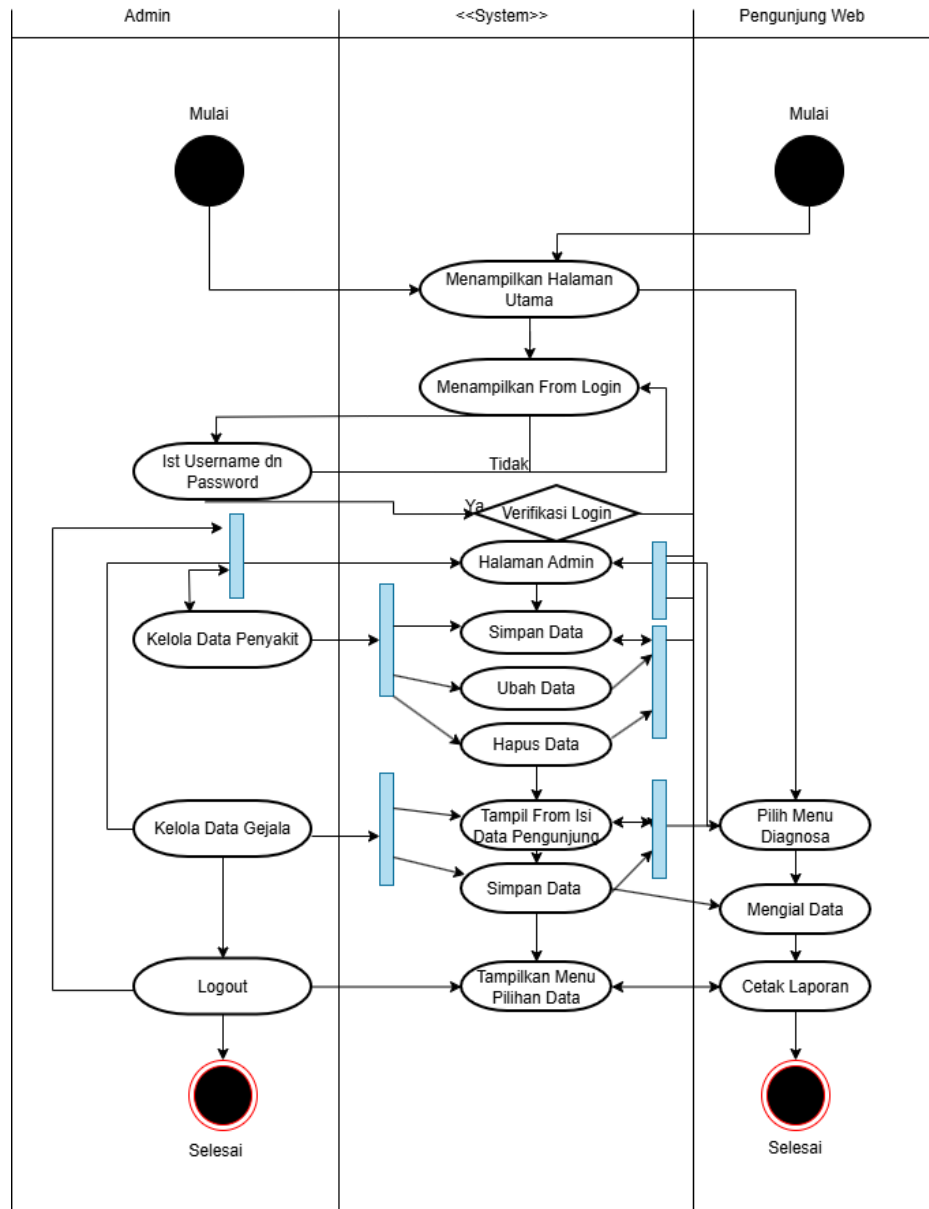 Admin
<<System>>
Pengunjung Web
Mulai
Mulai
Menampilkan Halaman
Utama
Menampilkan From Login
Ist Username dn
Password
Tidak
Ya
Verifikasi Login
Halaman Admin
Kelola Data Penyakit
Simpan Data
Ubah Data
Hapus Data
Kelola Data Gejala
Tampil From Isi
Data Pengunjung
Pilih Menu
Diagnosa
Simpan Data
Mengial Data
Logout
Tampilkan Menu
Pilihan Data
Cetak Laporan
Selesai
Selesai